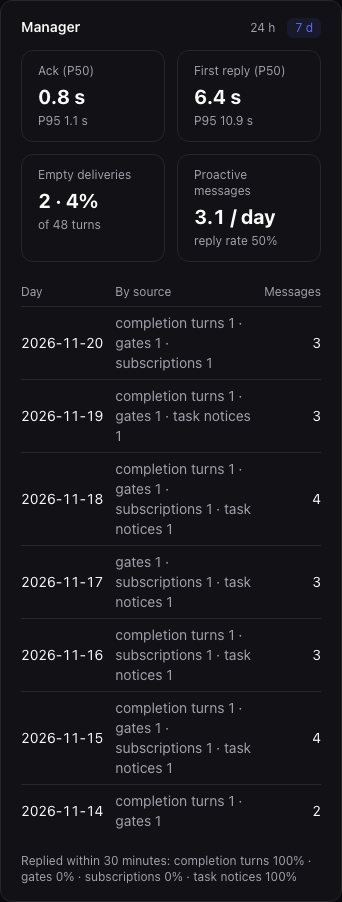 Manager 24 h 7 d
Ack (P50)
0.8 s
P95 1.1 s
First reply (P50)
6.4 s
P95 10.9 s
Empty deliveries
2 · 4%
of 48 turns
Proactive
messages
3.1 / day
reply rate 50%
Day By source Messages
2026-11-20 completion turns 1 ·
gates 1 ·
subscriptions 1 3
2026-11-19 completion turns 1 ·
gates 1 · task notices
1 3
2026-11-18 completion turns 1 ·
gates 1 ·
subscriptions 1 · task
notices 1 4
2026-11-17 gates 1 ·
subscriptions 1 · task
notices 1 3
2026-11-16 completion turns 1 ·
subscriptions 1 · task
notices 1 3
2026-11-15 completion turns 1 ·
gates 1 ·
subscriptions 1 · task
notices 1 4
2026-11-14 completion turns 1 ·
gates 1 2
Replied within 30 minutes: completion turns 100% ·
gates 0% · subscriptions 0% · task notices 100%